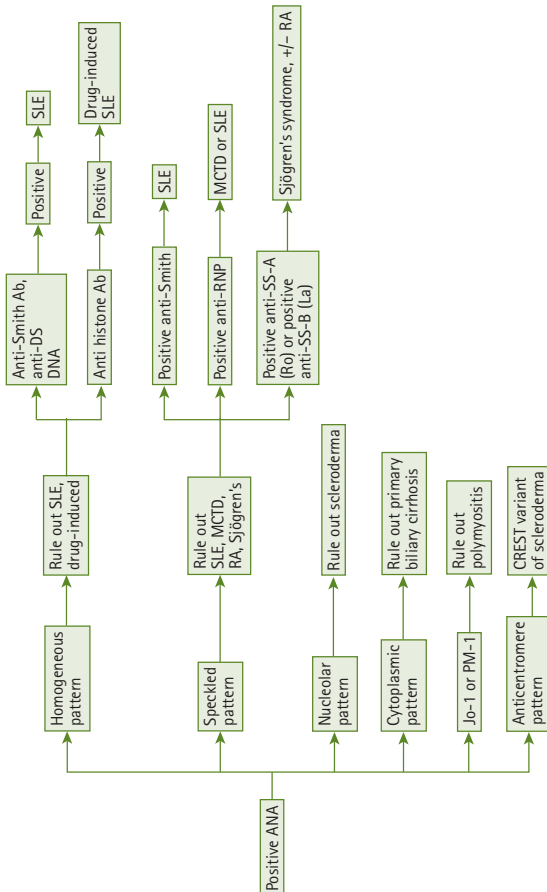 Positive ANA
Homogeneous
pattern
Rule out SLE,
drug-induced
Anti-Smith Ab,
anti-DS
DNA
Positive
SLE
Anti histone Ab
Positive
Drug-induced
SLE
Speckled
pattern
Rule out
SLE, MCTD,
RA, Sjögren's
Positive anti-Smith
SLE
Positive anti-RNP
MCTD or SLE
Positive anti-SS-A
(Ro) or positive
anti-SS-B (La)
Sjögren's syndrome, +/− RA
Nucleolar
pattern
Rule out scleroderma
Cytoplasmic
pattern
Rule out primary
biliary cirrhosis
Jo-1 or PM-1
Rule out
polymyositis
Anticentromere
pattern
CREST variant
of scleroderma